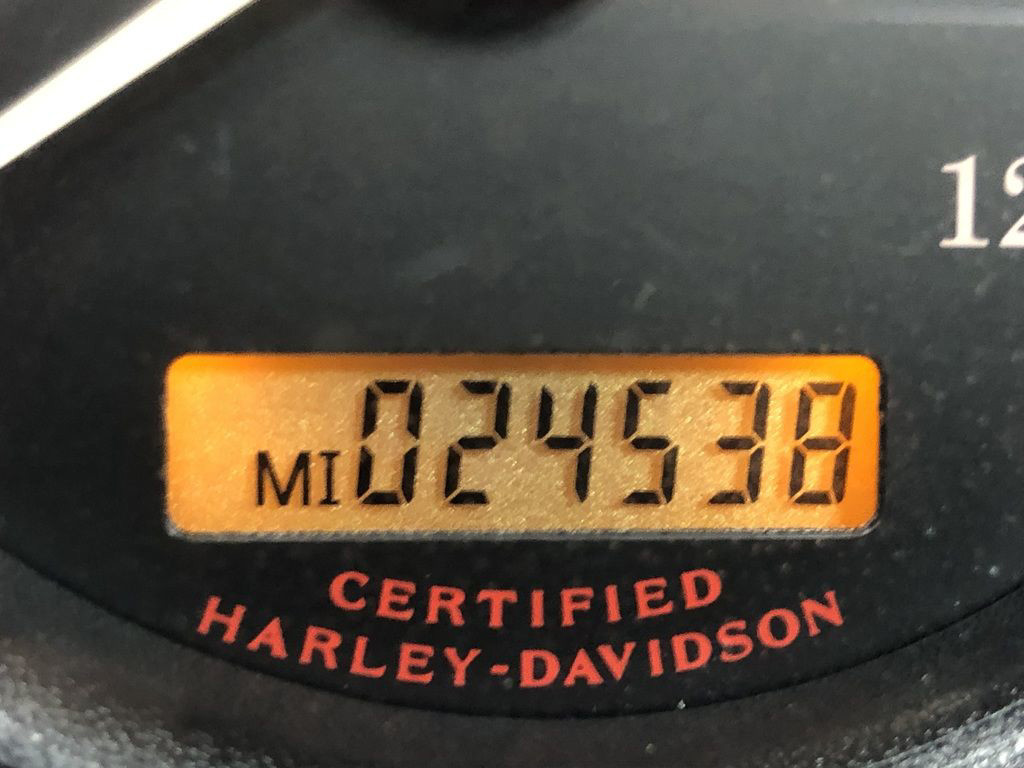 12
MI 024538
CERTIFIED
HARLEY-DAVIDSON